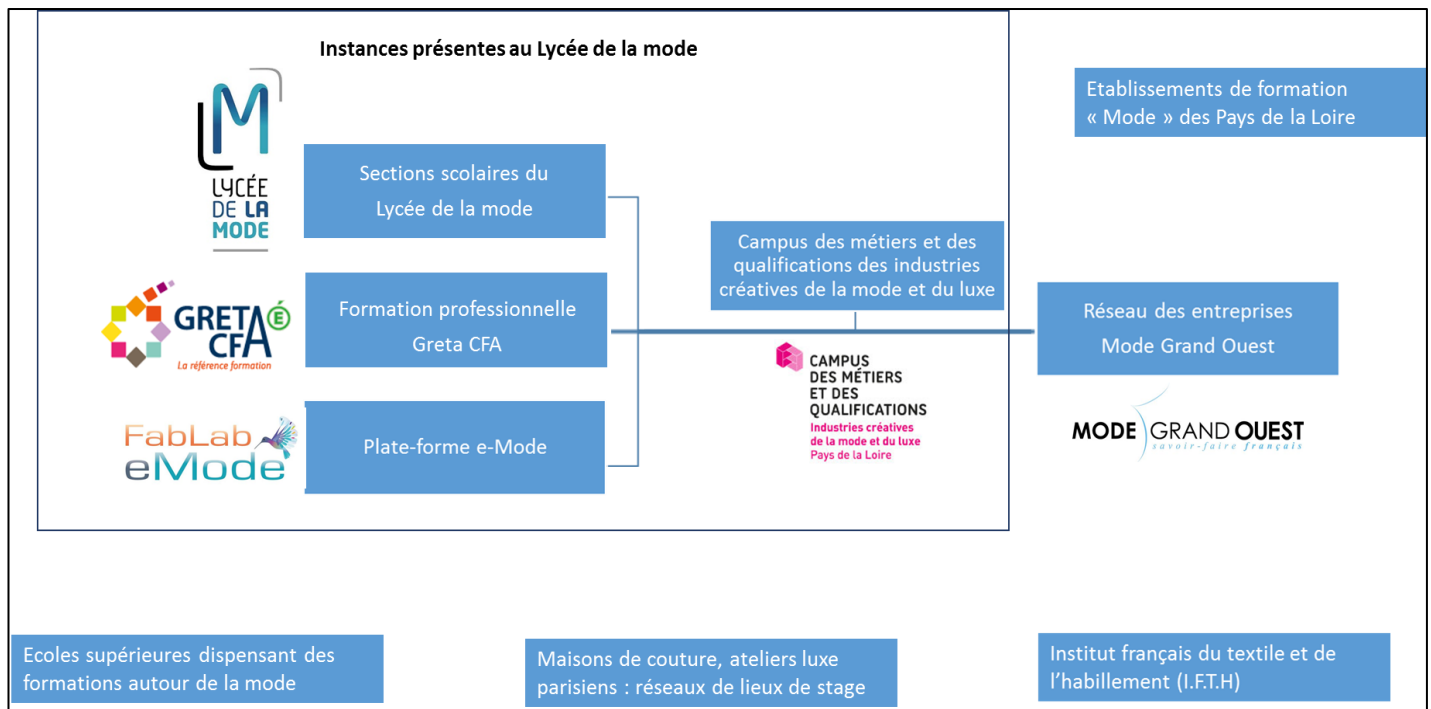 Instances présentes au Lycée de la mode
Etablissements de formation
« Mode » des Pays de la Loire
M
LYCÉE
DE LA
MODE
Sections scolaires du
Lycée de la mode
Campus des métiers et des
qualifications des industries
créatives de la mode et du luxe
GRETA É
CFA
La référence formation
Formation professionnelle
Greta CFA
Réseau des entreprises
Mode Grand Ouest
CAMPUS
DES MÉTIERS
ET DES
QUALIFICATIONS
Industries créatives
de la mode et du luxe
Pays de la Loire
MODE GRAND OUEST
savoir-faire français
FabLab
eMode
Plate-forme e-Mode
Ecoles supérieures dispensant des
formations autour de la mode
Maisons de couture, ateliers luxe
parisiens : réseaux de lieux de stage
Institut français du textile et de
l’habillement (I.F.T.H)